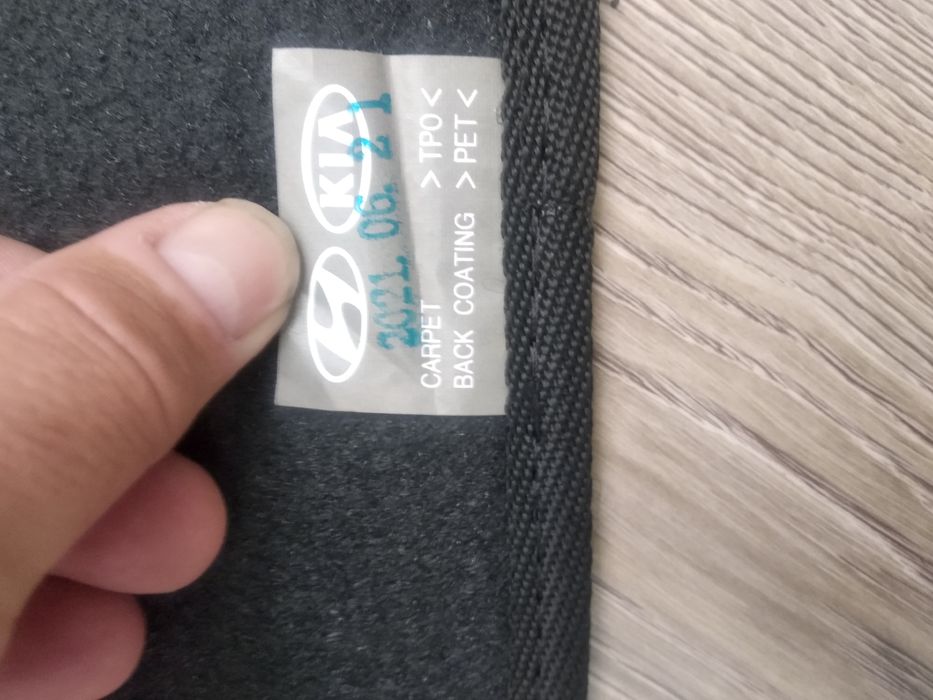 KIA
2021. 06. 21
CARPET >TPO<
BACK COATING >PET<